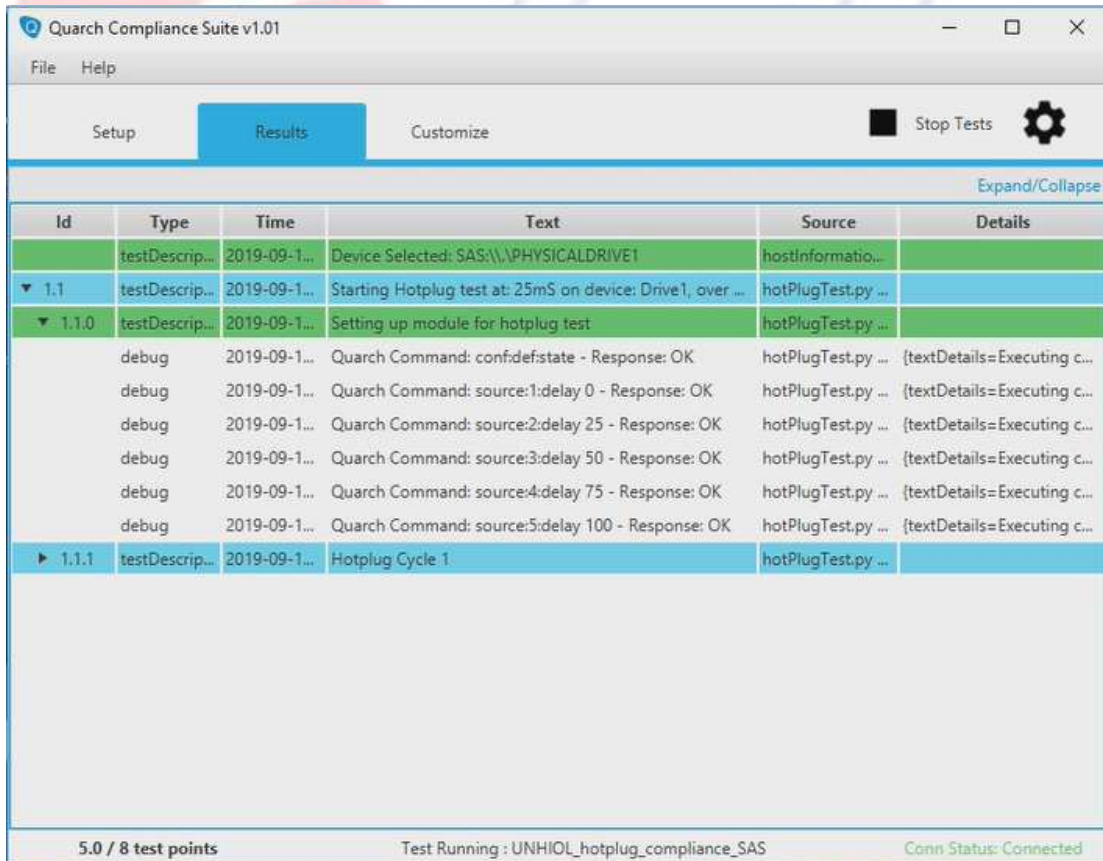 Quarch Compliance Suite v1.01
File Help
Setup Results Customize Stop Tests
Expand/Collapse
Id Type Time Text Source Details
testDescrip... 2019-09-1... Device Selected: SAS:\\.\PHYSICALDRIVE1 hostInformatio...
1.1 testDescrip... 2019-09-1... Starting Hotplug test at: 25mS on device: Drive1, over ... hotPlugTest.py ...
1.1.0 testDescrip... 2019-09-1... Setting up module for hotplug test hotPlugTest.py ...
debug 2019-09-1... Quarch Command: conf:def:state - Response: OK hotPlugTest.py ... {textDetails=Executing c...
debug 2019-09-1... Quarch Command: source:1:delay 0 - Response: OK hotPlugTest.py ... {textDetails=Executing c...
debug 2019-09-1... Quarch Command: source:2:delay 25 - Response: OK hotPlugTest.py ... {textDetails=Executing c...
debug 2019-09-1... Quarch Command: source:3:delay 50 - Response: OK hotPlugTest.py ... {textDetails=Executing c...
debug 2019-09-1... Quarch Command: source:4:delay 75 - Response: OK hotPlugTest.py ... {textDetails=Executing c...
debug 2019-09-1... Quarch Command: source:5:delay 100 - Response: OK hotPlugTest.py ... {textDetails=Executing c...
1.1.1 testDescrip... 2019-09-1... Hotplug Cycle 1 hotPlugTest.py ...
5.0 / 8 test points Test Running : UNHIOL_hotplug_compliance_SAS Conn Status: Connected